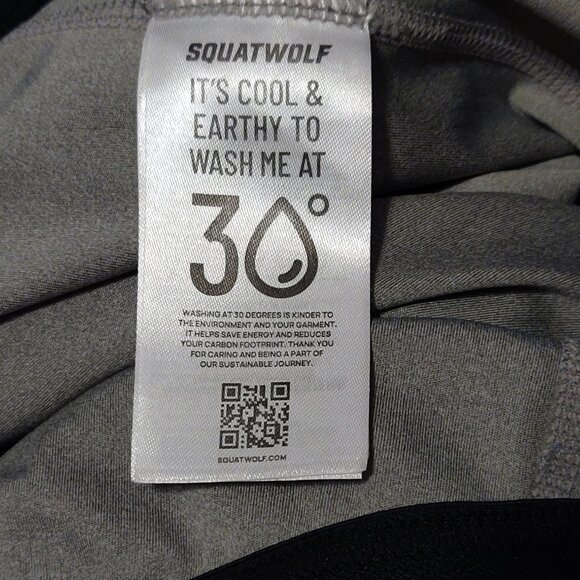 SQUATWOLF
IT'S COOL &
EARTHY TO
WASH ME AT
30°
WASHING AT 30 DEGREES IS KINDER TO
THE ENVIRONMENT AND YOUR GARMENT.
IT HELPS SAVE ENERGY AND REDUCES
YOUR CARBON FOOTPRINT. THANK YOU
FOR CARING AND BEING A PART OF
OUR SUSTAINABLE JOURNEY.
SQUATWOLF.COM